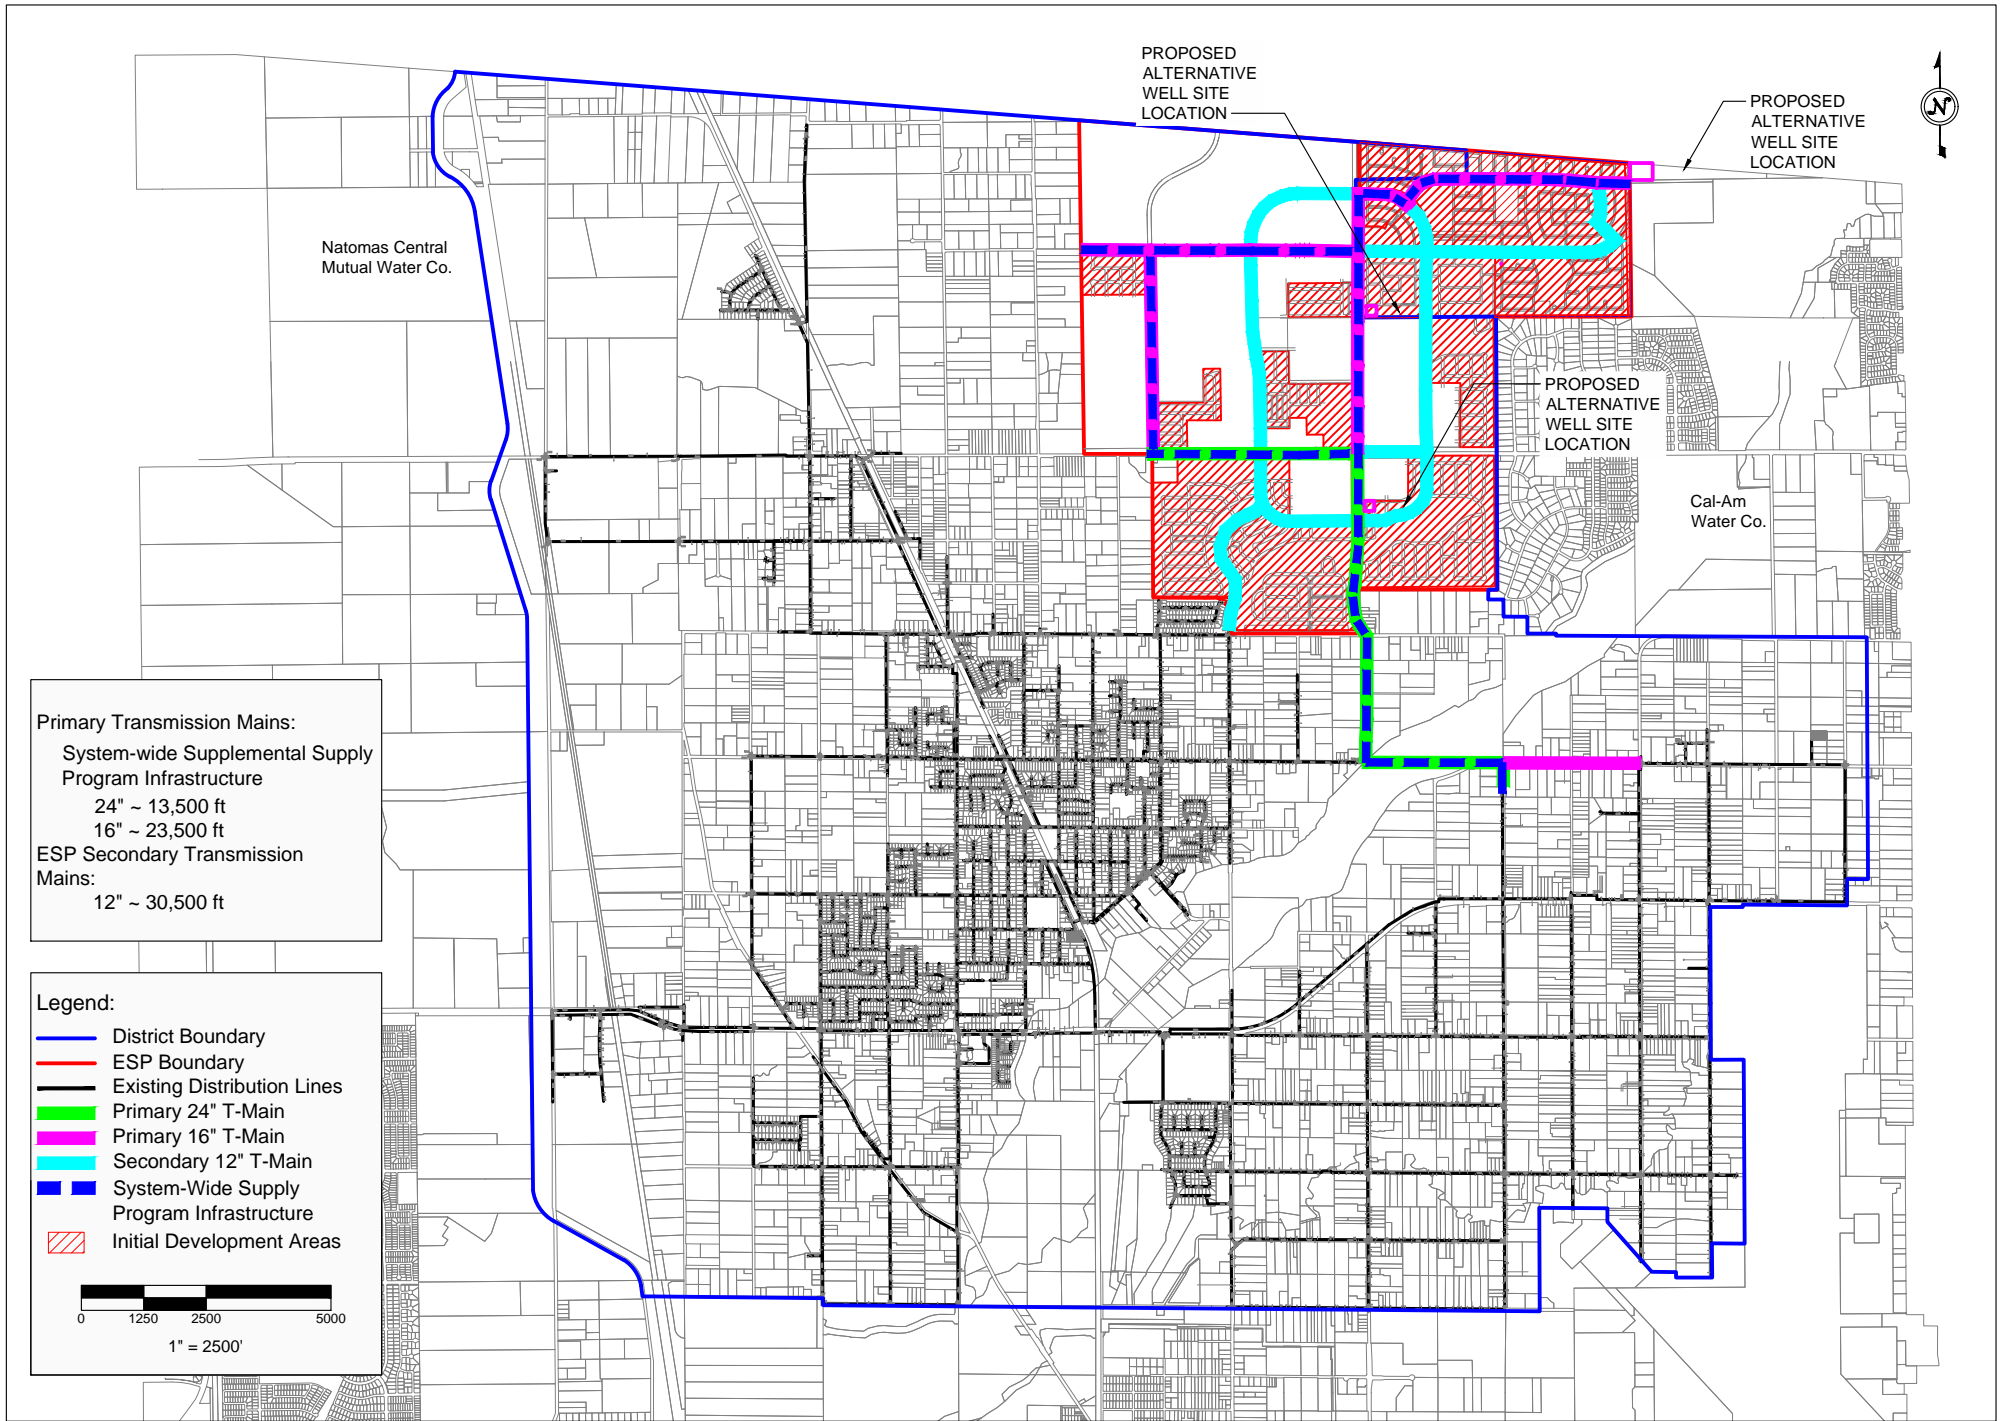 PROPOSED
ALTERNATIVE
WELL SITE
LOCATION
PROPOSED
ALTERNATIVE
WELL SITE
LOCATION
N
Natomas Central
Mutual Water Co.
PROPOSED
ALTERNATIVE
WELL SITE
LOCATION
Cal-Am
Water Co.
Primary Transmission Mains:
System-wide Supplemental Supply
Program Infrastructure
24" ~ 13,500 ft
16" ~ 23,500 ft
ESP Secondary Transmission
Mains:
12" ~ 30,500 ft
Legend:
District Boundary
ESP Boundary
Existing Distribution Lines
Primary 24" T-Main
Primary 16" T-Main
Secondary 12" T-Main
System-Wide Supply
Program Infrastructure
Initial Development Areas
0 1250 2500 5000
1" = 2500'